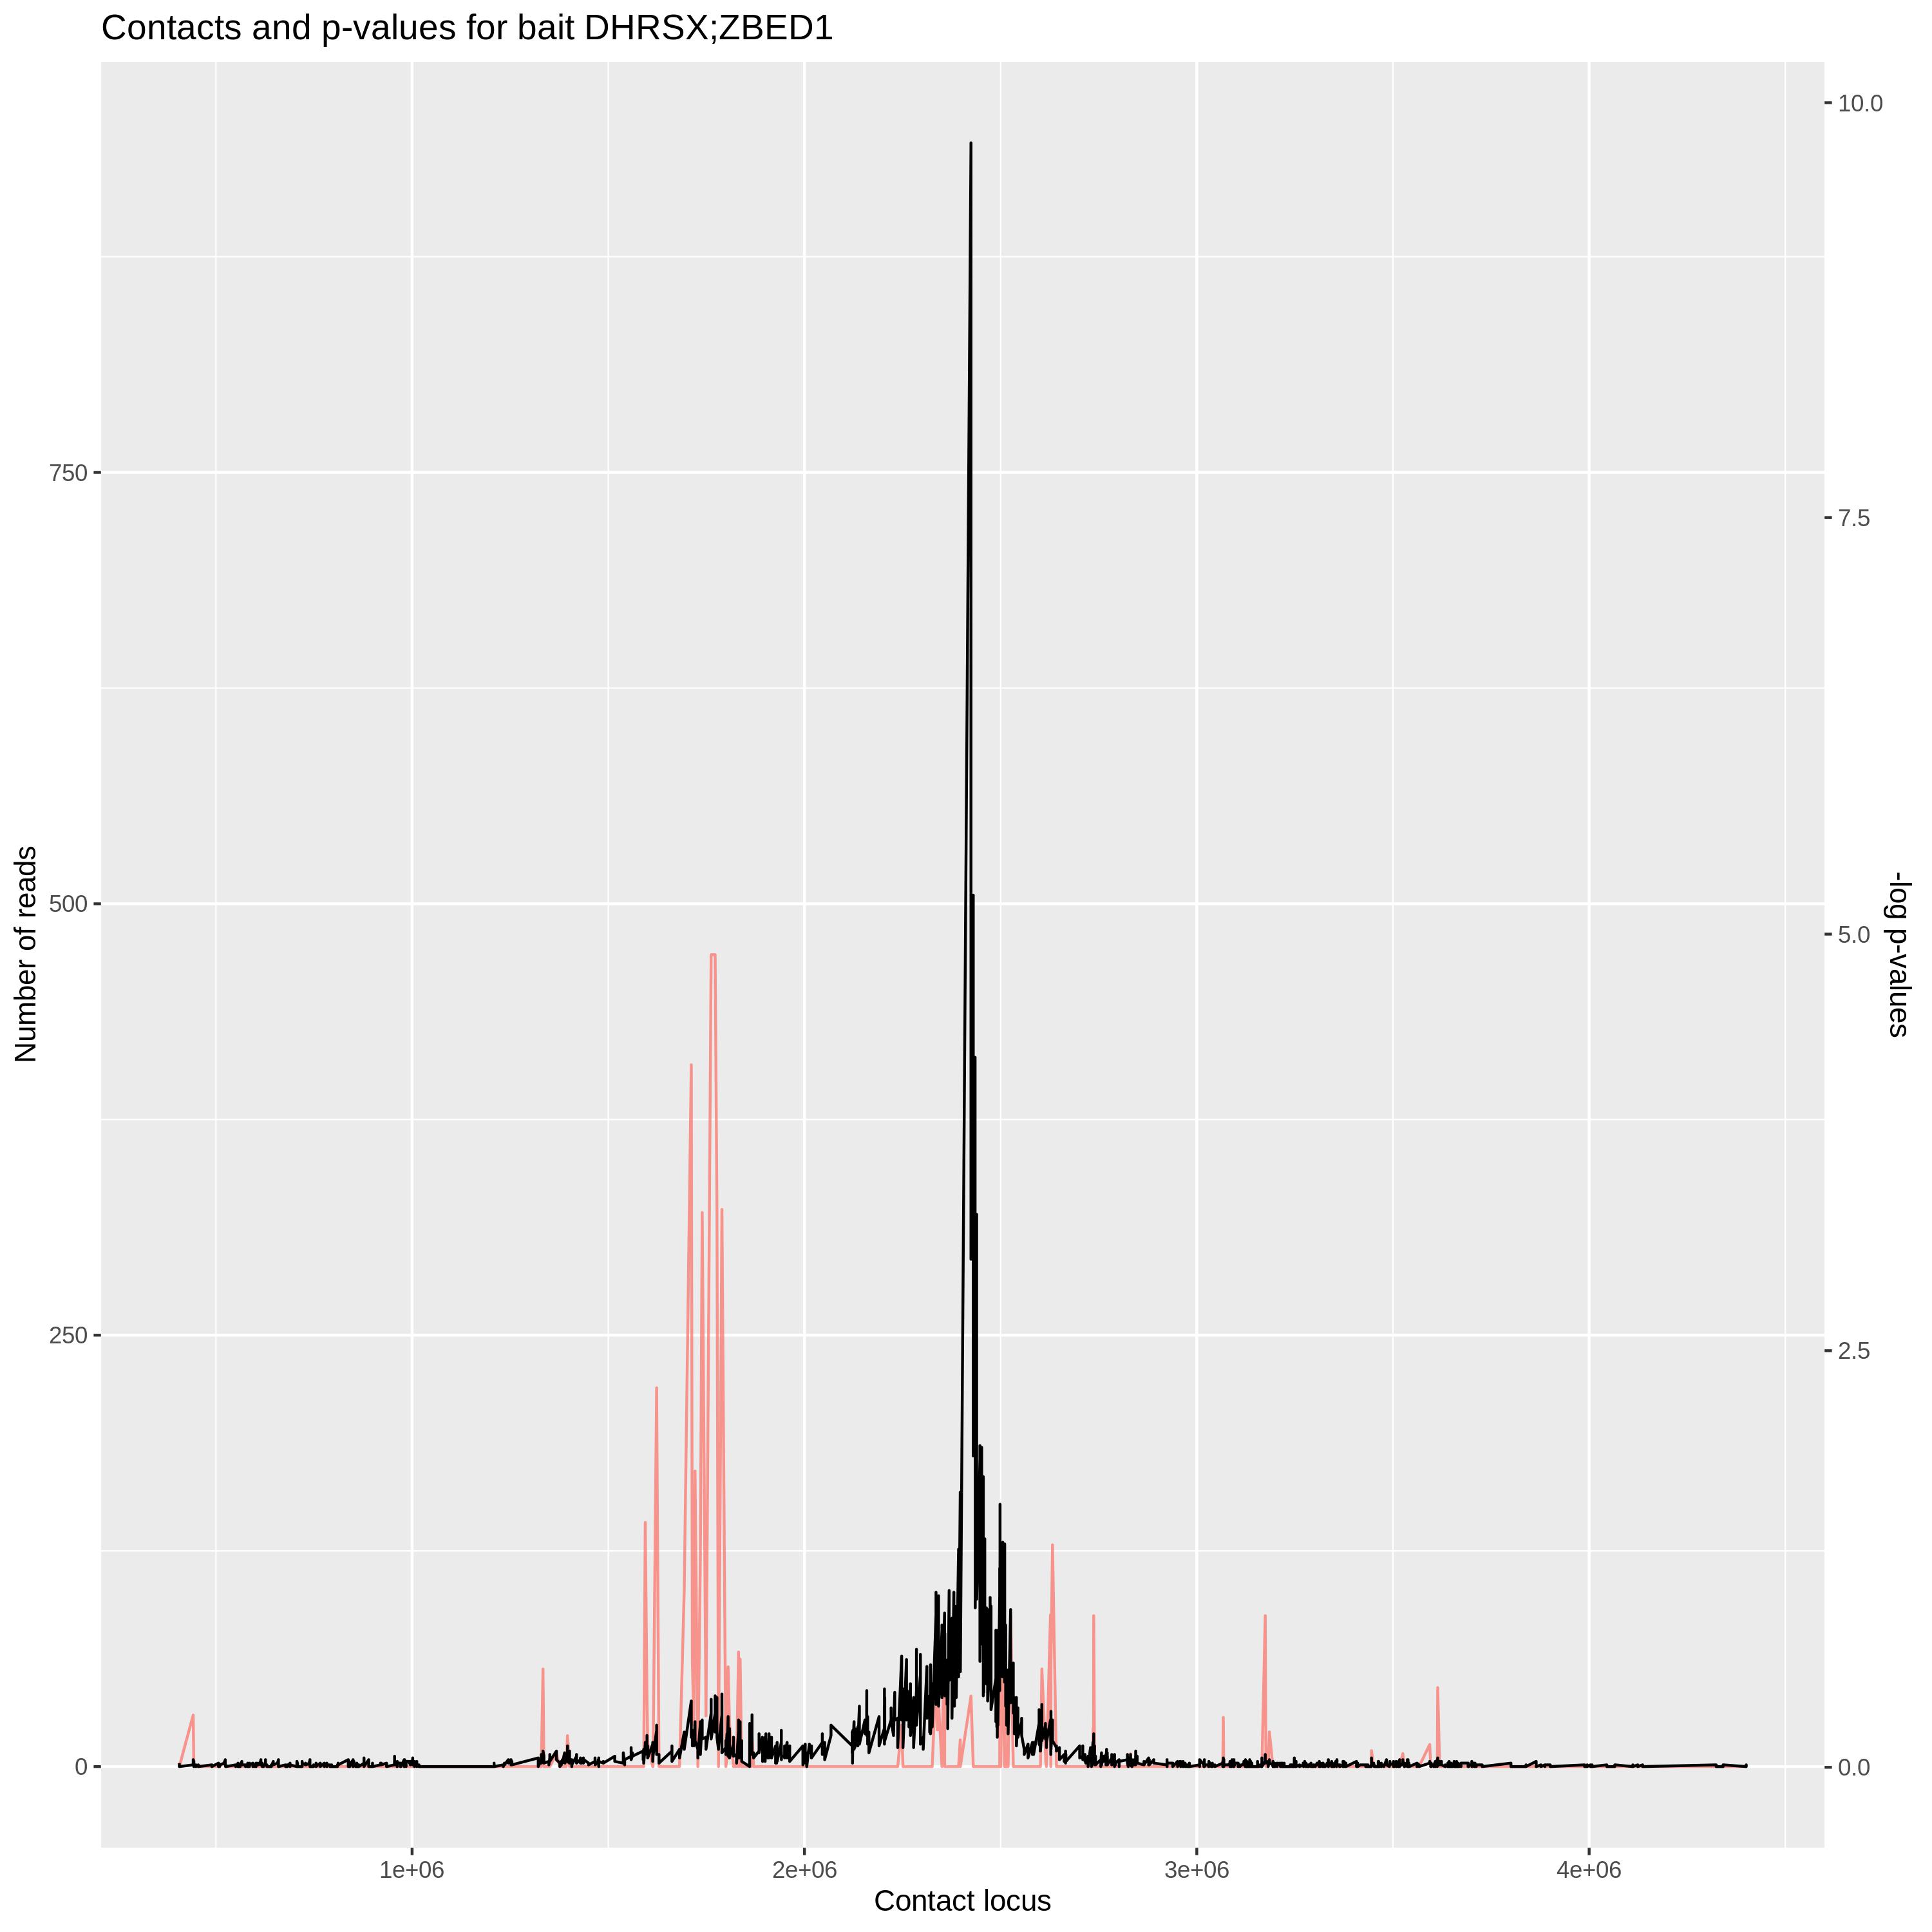 Contacts and p-values for bait DHRSX;ZBED1
10.0
750
7.5
Number of reads
500
5.0
-log p-values
250
2.5
0
0.0
1e+06
2e+06
3e+06
4e+06
Contact locus